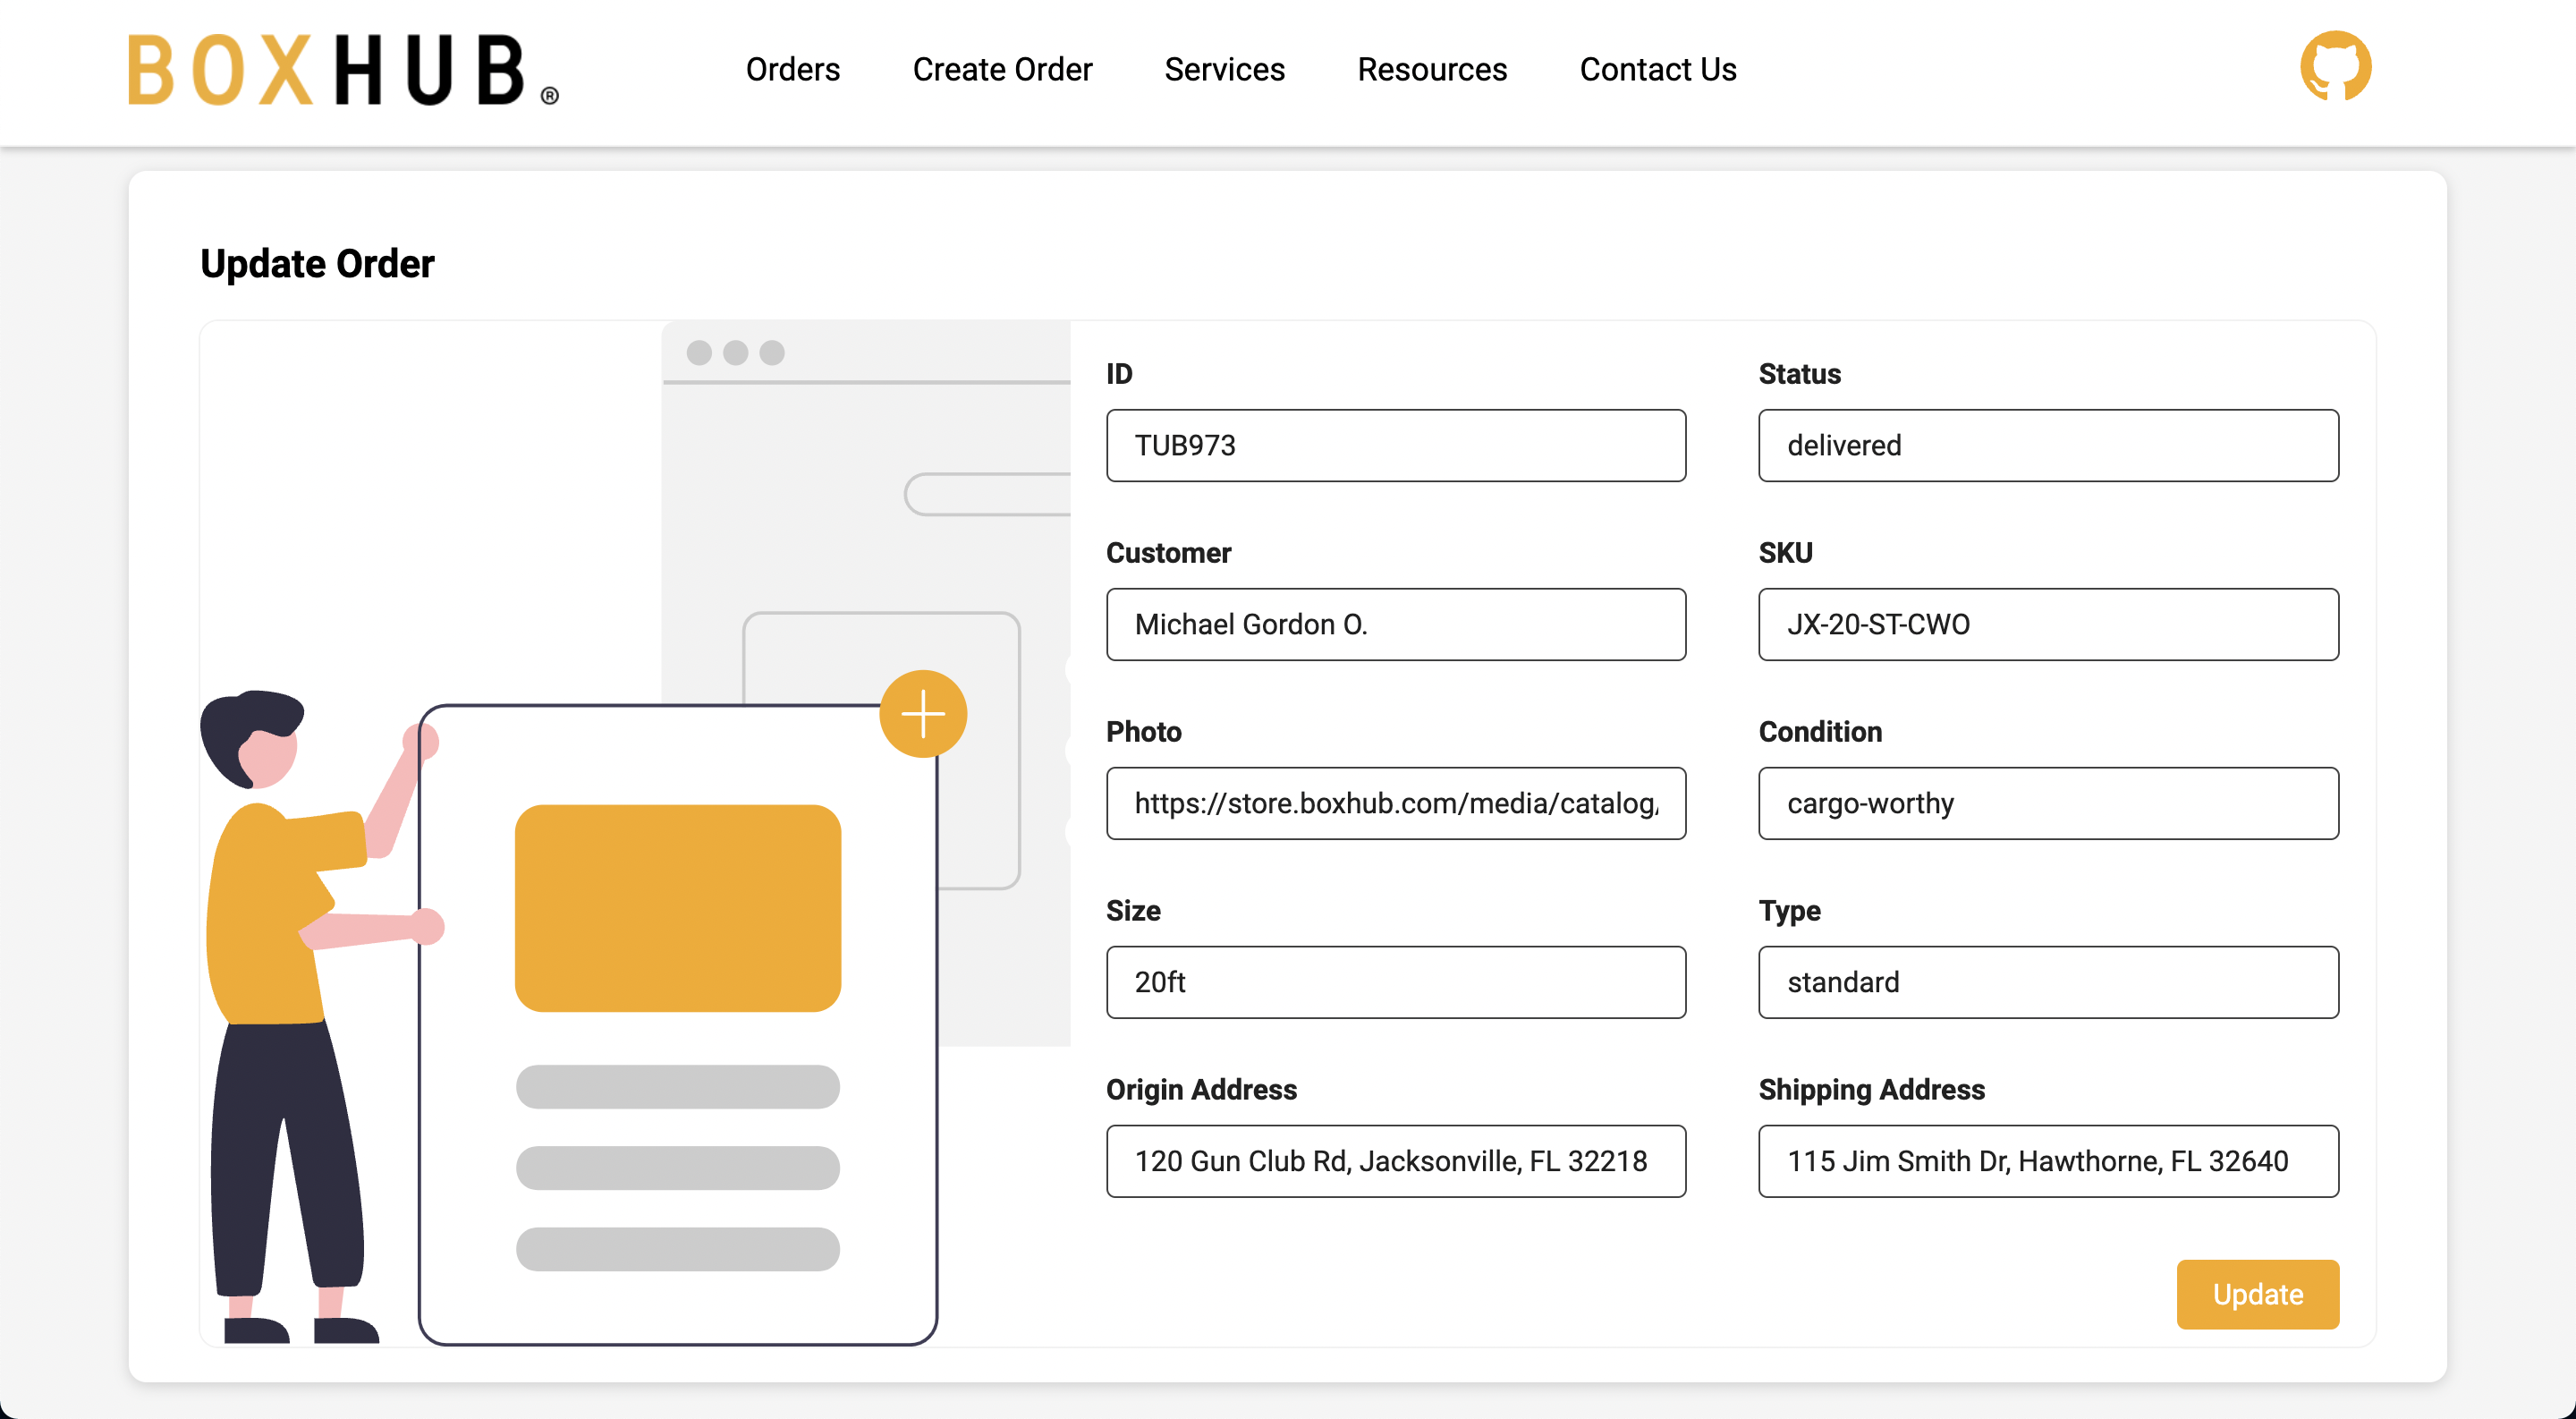 BOXHUB®
Orders Create Order Services Resources Contact Us
Update Order
ID
TUB973
Status
delivered
Customer
Michael Gordon O.
SKU
JX-20-ST-CWO
Photo
https://store.boxhub.com/media/catalog/
Condition
cargo-worthy
Size
20ft
Type
standard
Origin Address
120 Gun Club Rd, Jacksonville, FL 32218
Shipping Address
115 Jim Smith Dr, Hawthorne, FL 32640
Update